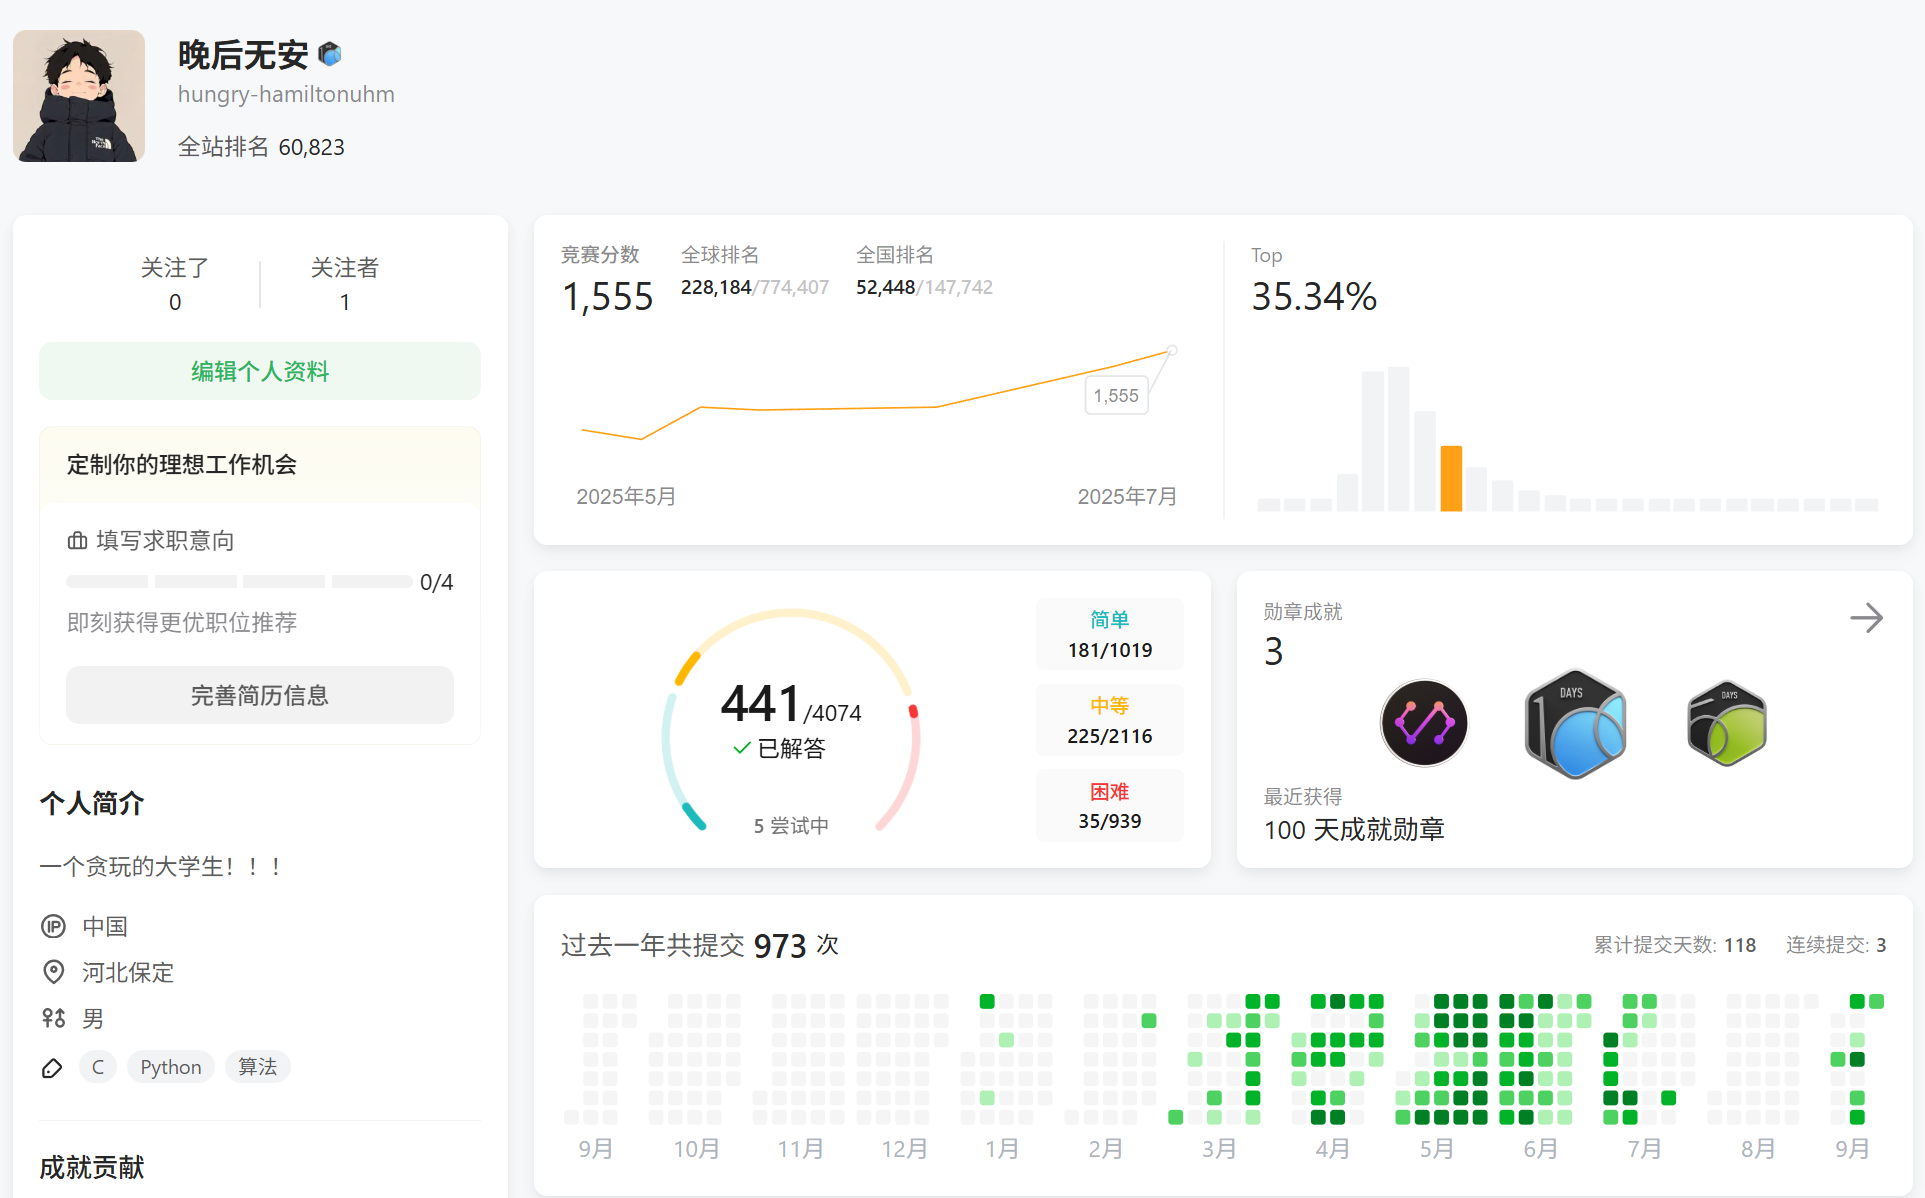 晚后无安
hungry-hamiltonuhm
全站排名 60,823
关注了
0
关注者
1
编辑个人资料
定制你的理想工作机会
填写求职意向
0/4
即刻获得更优职位推荐
完善简历信息
个人简介
一个贪玩的大学生！！！
IP 中国
河北保定
男
C Python 算法
成就贡献
竞赛分数
1,555
全球排名
228,184/774,407
全国排名
52,448/147,742
1,555
2025年5月 2025年7月
Top
35.34%
441/4074
已解答
5 尝试中
简单
181/1019
中等
225/2116
困难
35/939
勋章成就
3
DAYS
DAYS
最近获得
100 天成就勋章
过去一年共提交 973 次
累计提交天数: 118 连续提交: 3
9月 10月 11月 12月 1月 2月 3月 4月 5月 6月 7月 8月 9月